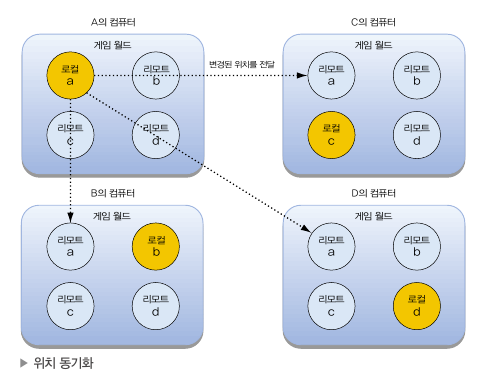 A의 컴퓨터
게임 월드
로컬
a
리모트
b
리모트
c
리모트
d
변경된 위치를 전달
C의 컴퓨터
게임 월드
리모트
a
리모트
b
로컬
c
리모트
d
B의 컴퓨터
게임 월드
리모트
a
로컬
b
리모트
c
리모트
d
D의 컴퓨터
게임 월드
리모트
a
리모트
b
리모트
c
로컬
d
▶ 위치 동기화